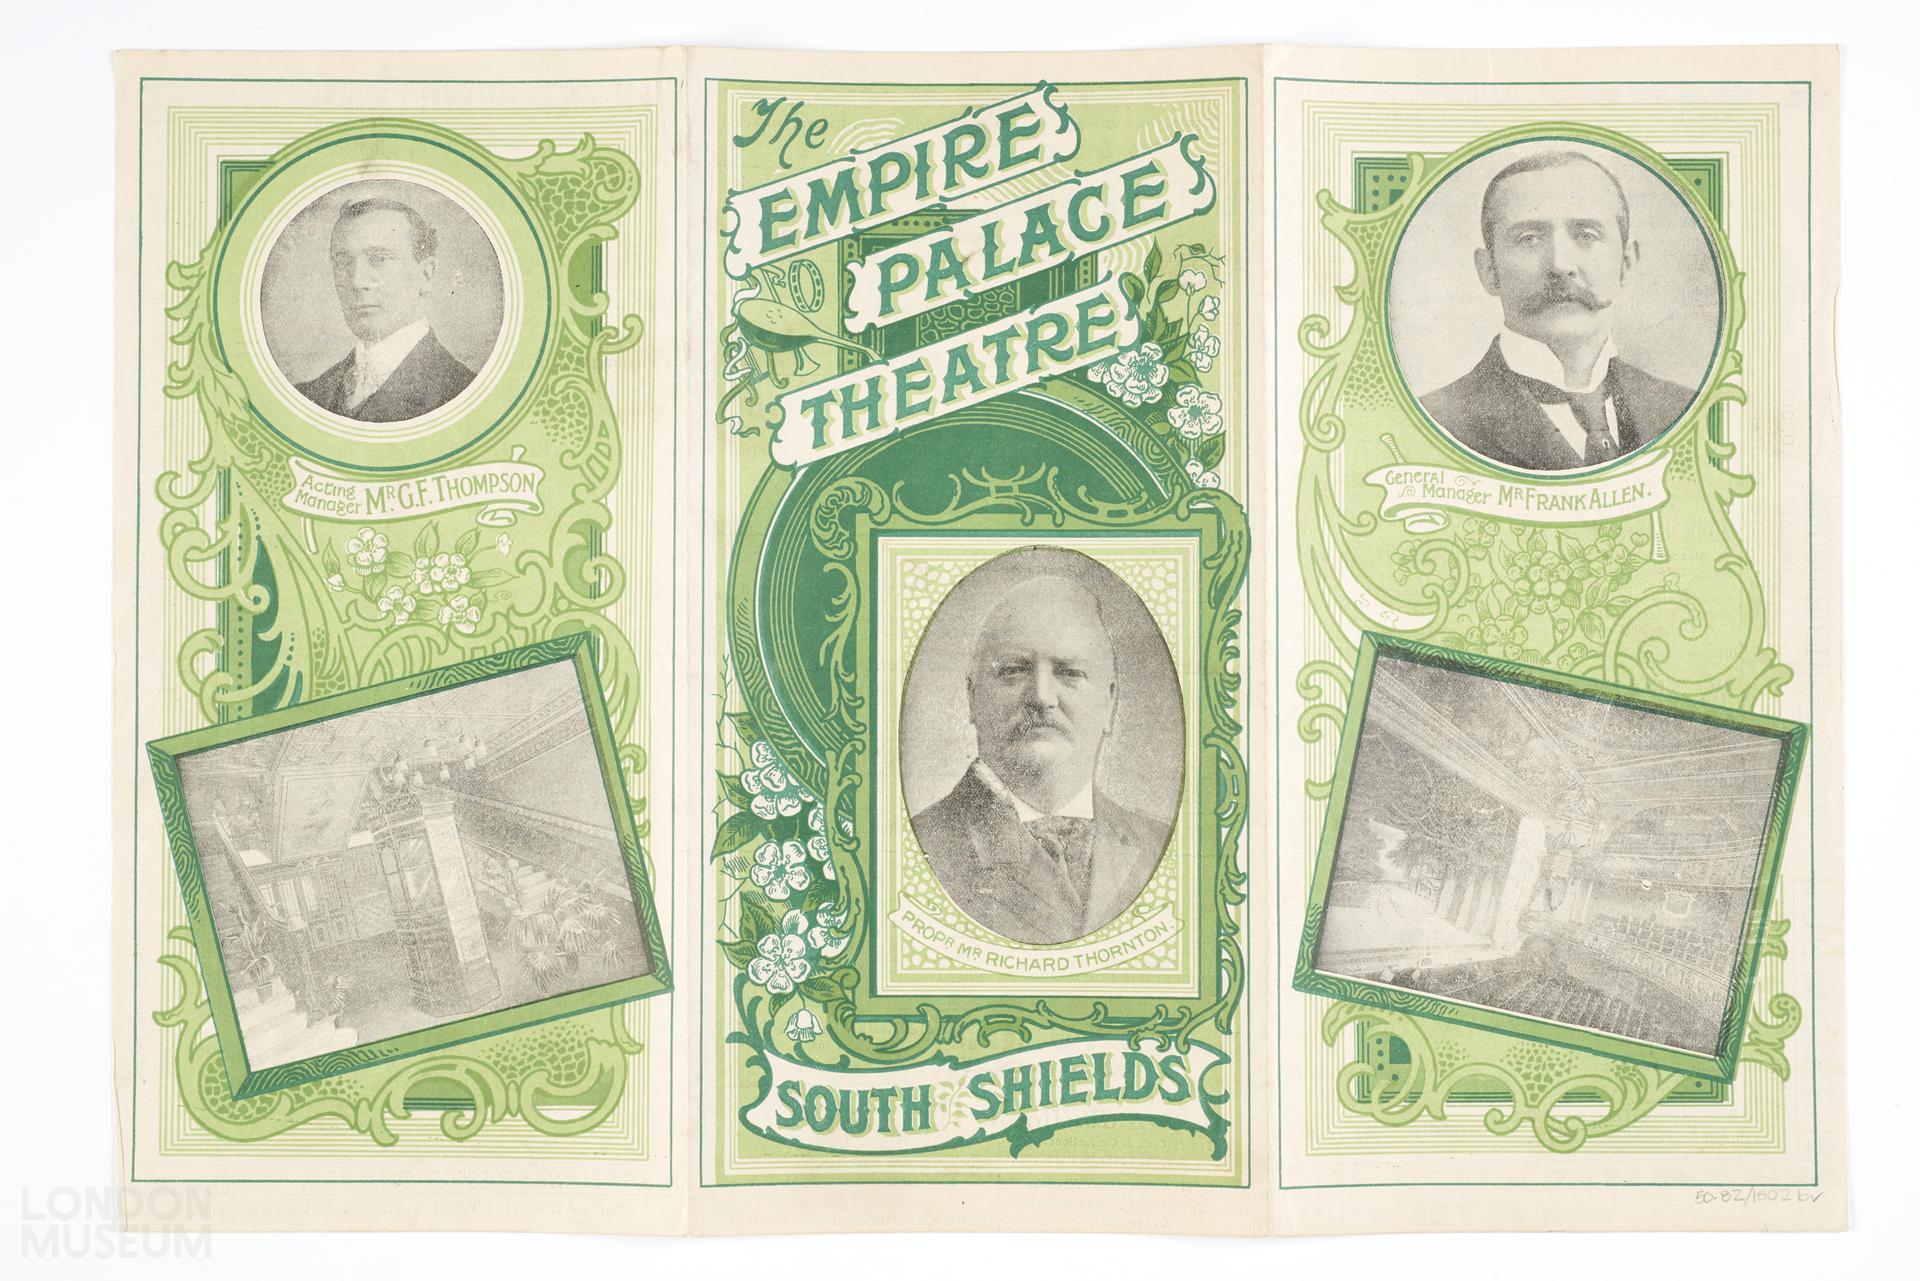 Acting
Manager Mr. G.F. THOMPSON
The
EMPIRE
PALACE
THEATRE
PROPR. MR RICHARD THORNTON.
SOUTH SHIELDS
General
Manager MR FRANK ALLEN.
50.82/1502 bv
LONDON
MUSEUM